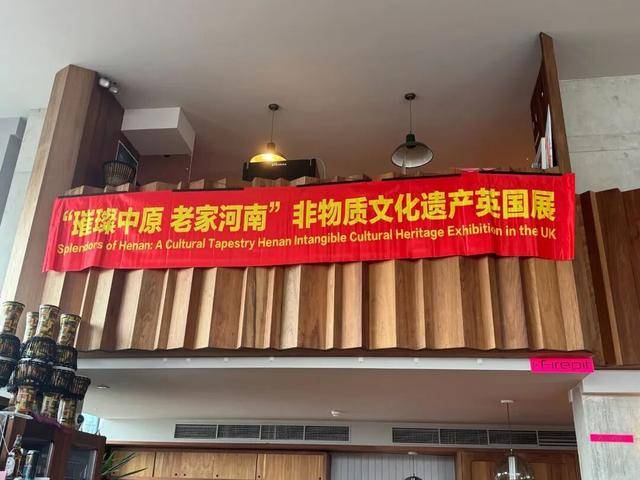 “璀璨中原 老家河南”非物质文化遗产英国展
Splendors of Henan: A Cultural Tapestry Henan Intangible Cultural Heritage Exhibition in the UK
Firepit